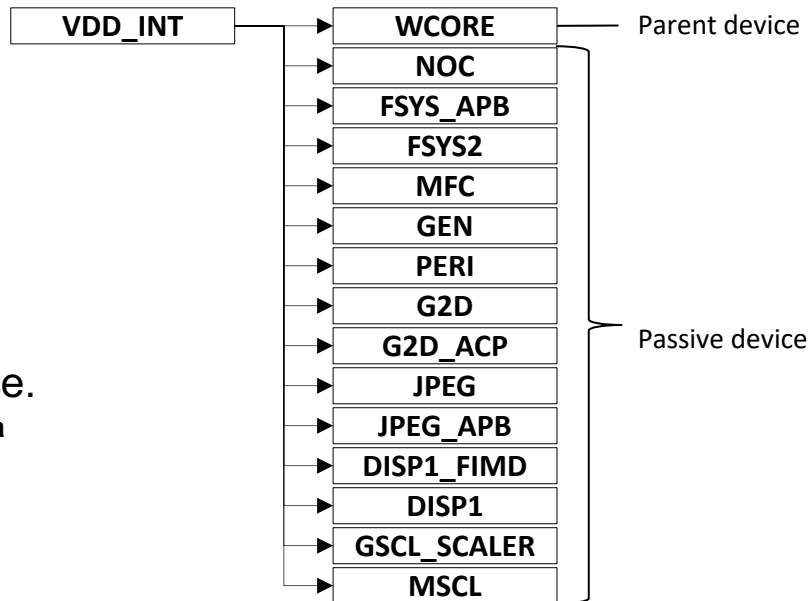 VDD_INT
WCORE
Parent device
NOC
FSYS_APB
FSYS2
MFC
GEN
PERI
G2D
G2D_ACP
Passive device
JPEG
JPEG_APB
DISP1_FIMD
DISP1
GSCL_SCALER
MSCL
e.
a